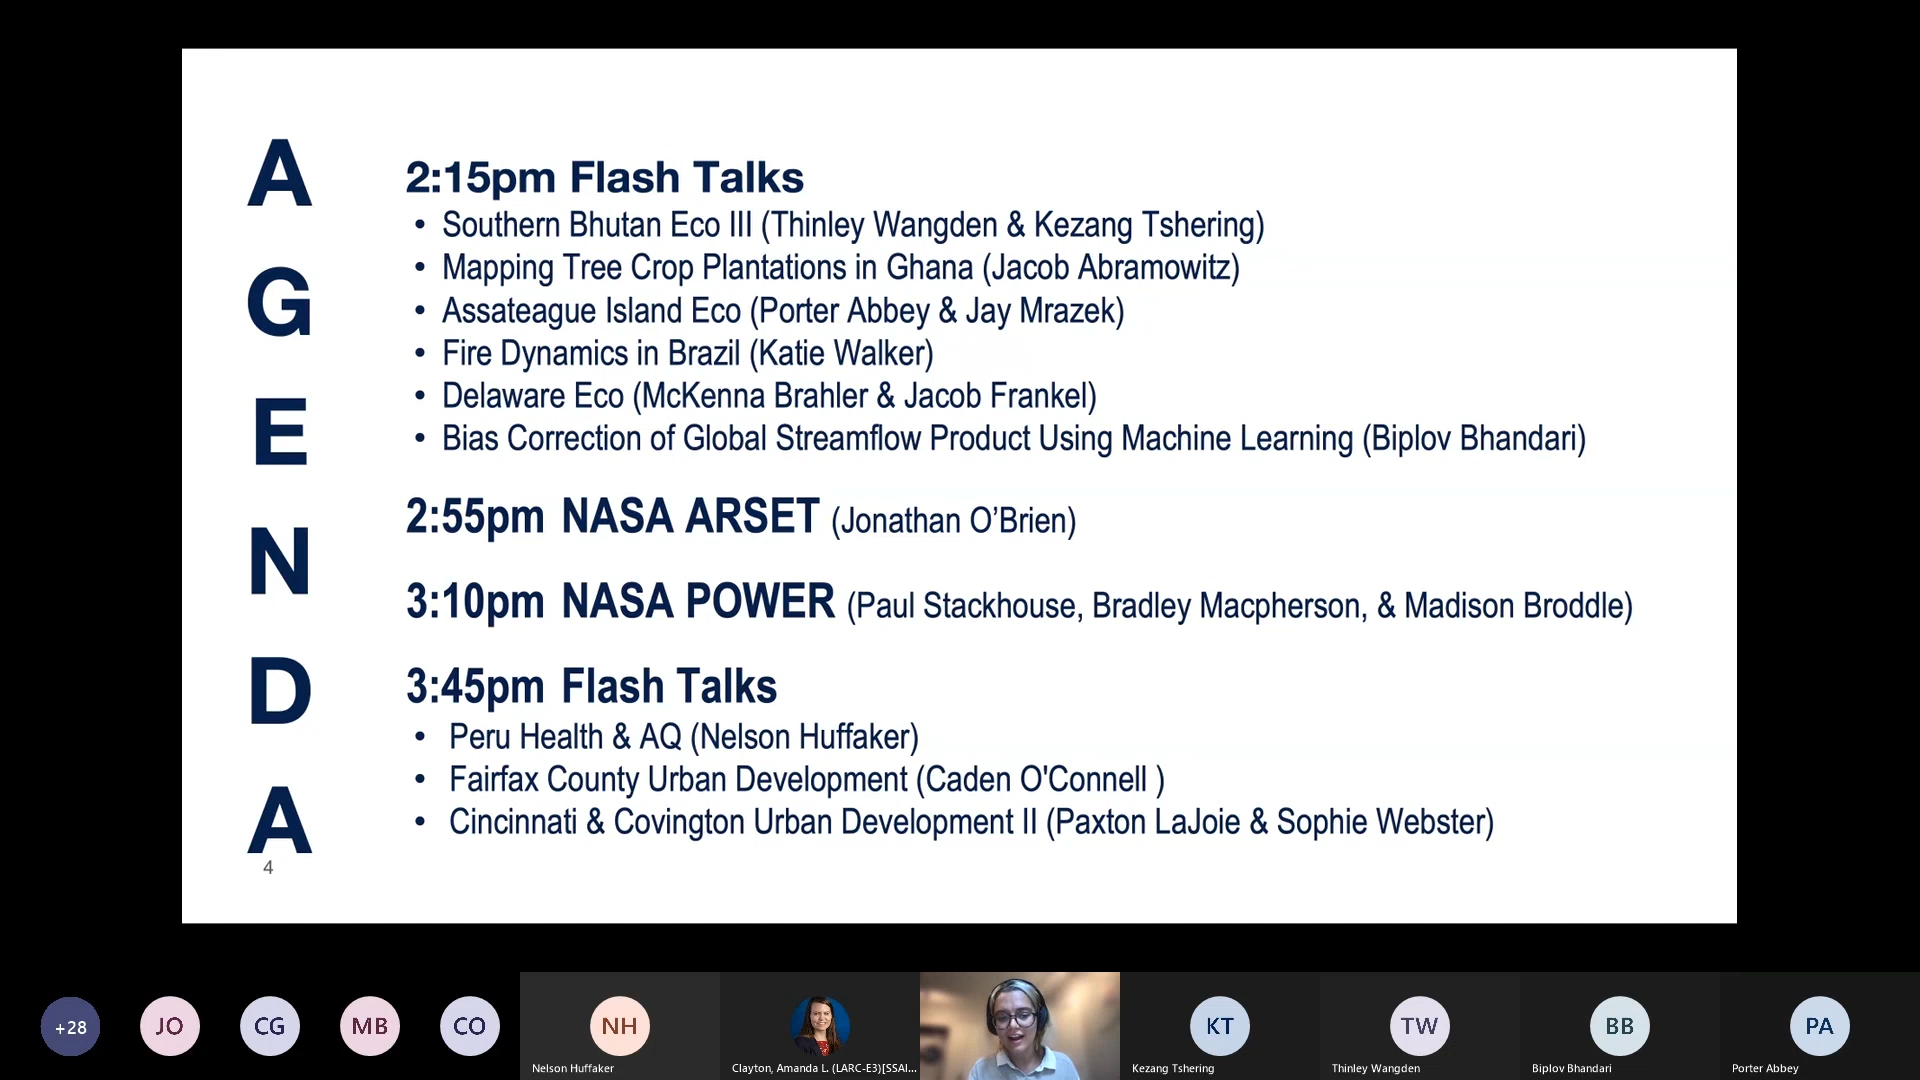 A
G
E
N
D
A
2:15pm Flash Talks
• Southern Bhutan Eco III (Thinley Wangden & Kezang Tshering)
• Mapping Tree Crop Plantations in Ghana (Jacob Abramowitz)
• Assateague Island Eco (Porter Abbey & Jay Mrazek)
• Fire Dynamics in Brazil (Katie Walker)
• Delaware Eco (McKenna Brahler & Jacob Frankel)
• Bias Correction of Global Streamflow Product Using Machine Learning (Biplov Bhandari)
2:55pm NASA ARSET (Jonathan O’Brien)
3:10pm NASA POWER (Paul Stackhouse, Bradley Macpherson, & Madison Broddle)
3:45pm Flash Talks
• Peru Health & AQ (Nelson Huffaker)
• Fairfax County Urban Development (Caden O'Connell )
• Cincinnati & Covington Urban Development II (Paxton LaJoie & Sophie Webster)
4
+28
JO
CG
MB
CO
NH
Nelson Huffaker
Clayton, Amanda L. (LARC-E3)[SSAI...
KT
Kezang Tshering
TW
Thinley Wangden
BB
Biplov Bhandari
PA
Porter Abbey